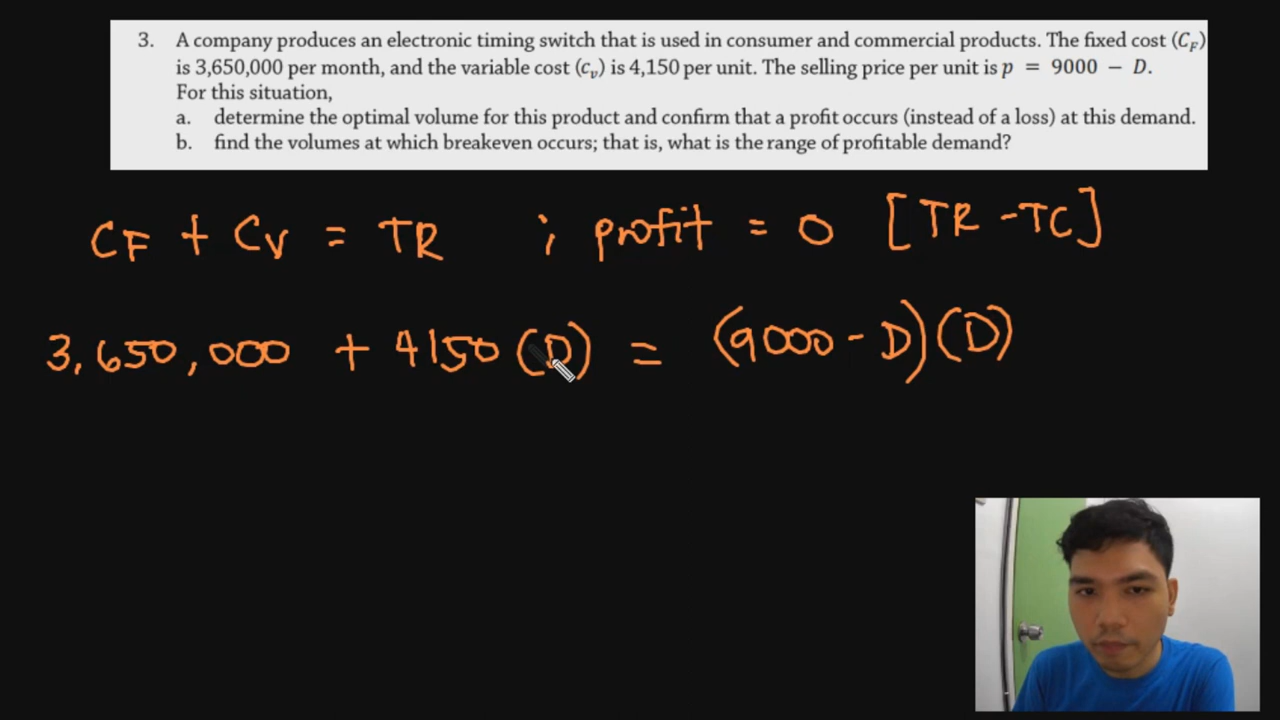 3. A company produces an electronic timing switch that is used in consumer and commercial products. The fixed cost (C_F)
is 3,650,000 per month, and the variable cost (c_v) is 4,150 per unit. The selling price per unit is p = 9000 − D.
For this situation,
a. determine the optimal volume for this product and confirm that a profit occurs (instead of a loss) at this demand.
b. find the volumes at which breakeven occurs; that is, what is the range of profitable demand?
CF + CV = TR ; profit = 0 [TR - TC]
3,650,000 + 4150 (D) = (9000 - D)(D)